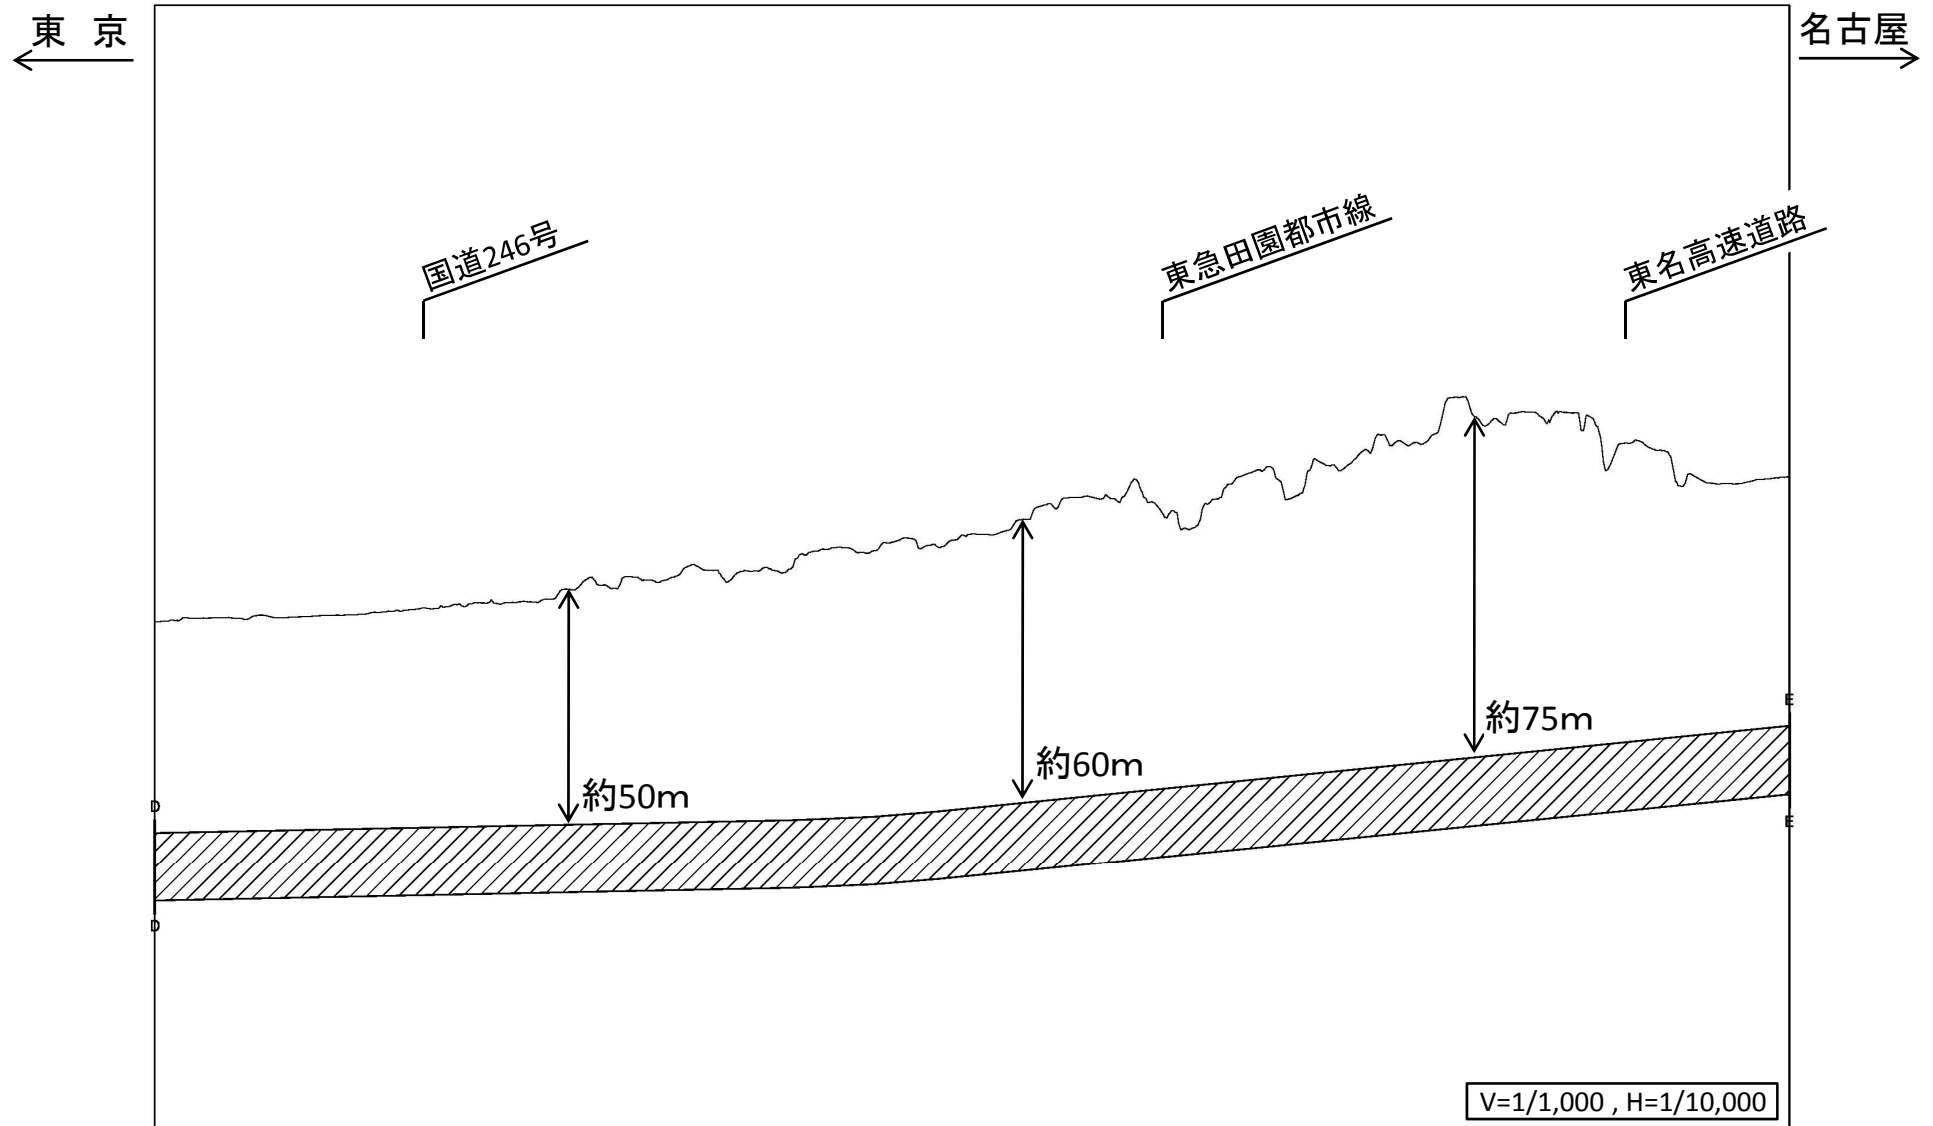 東 京
名古屋
国道246号
東急田園都市線
東名高速道路
約50m
約60m
約75m
D
D
E
E
V=1/1,000 , H=1/10,000